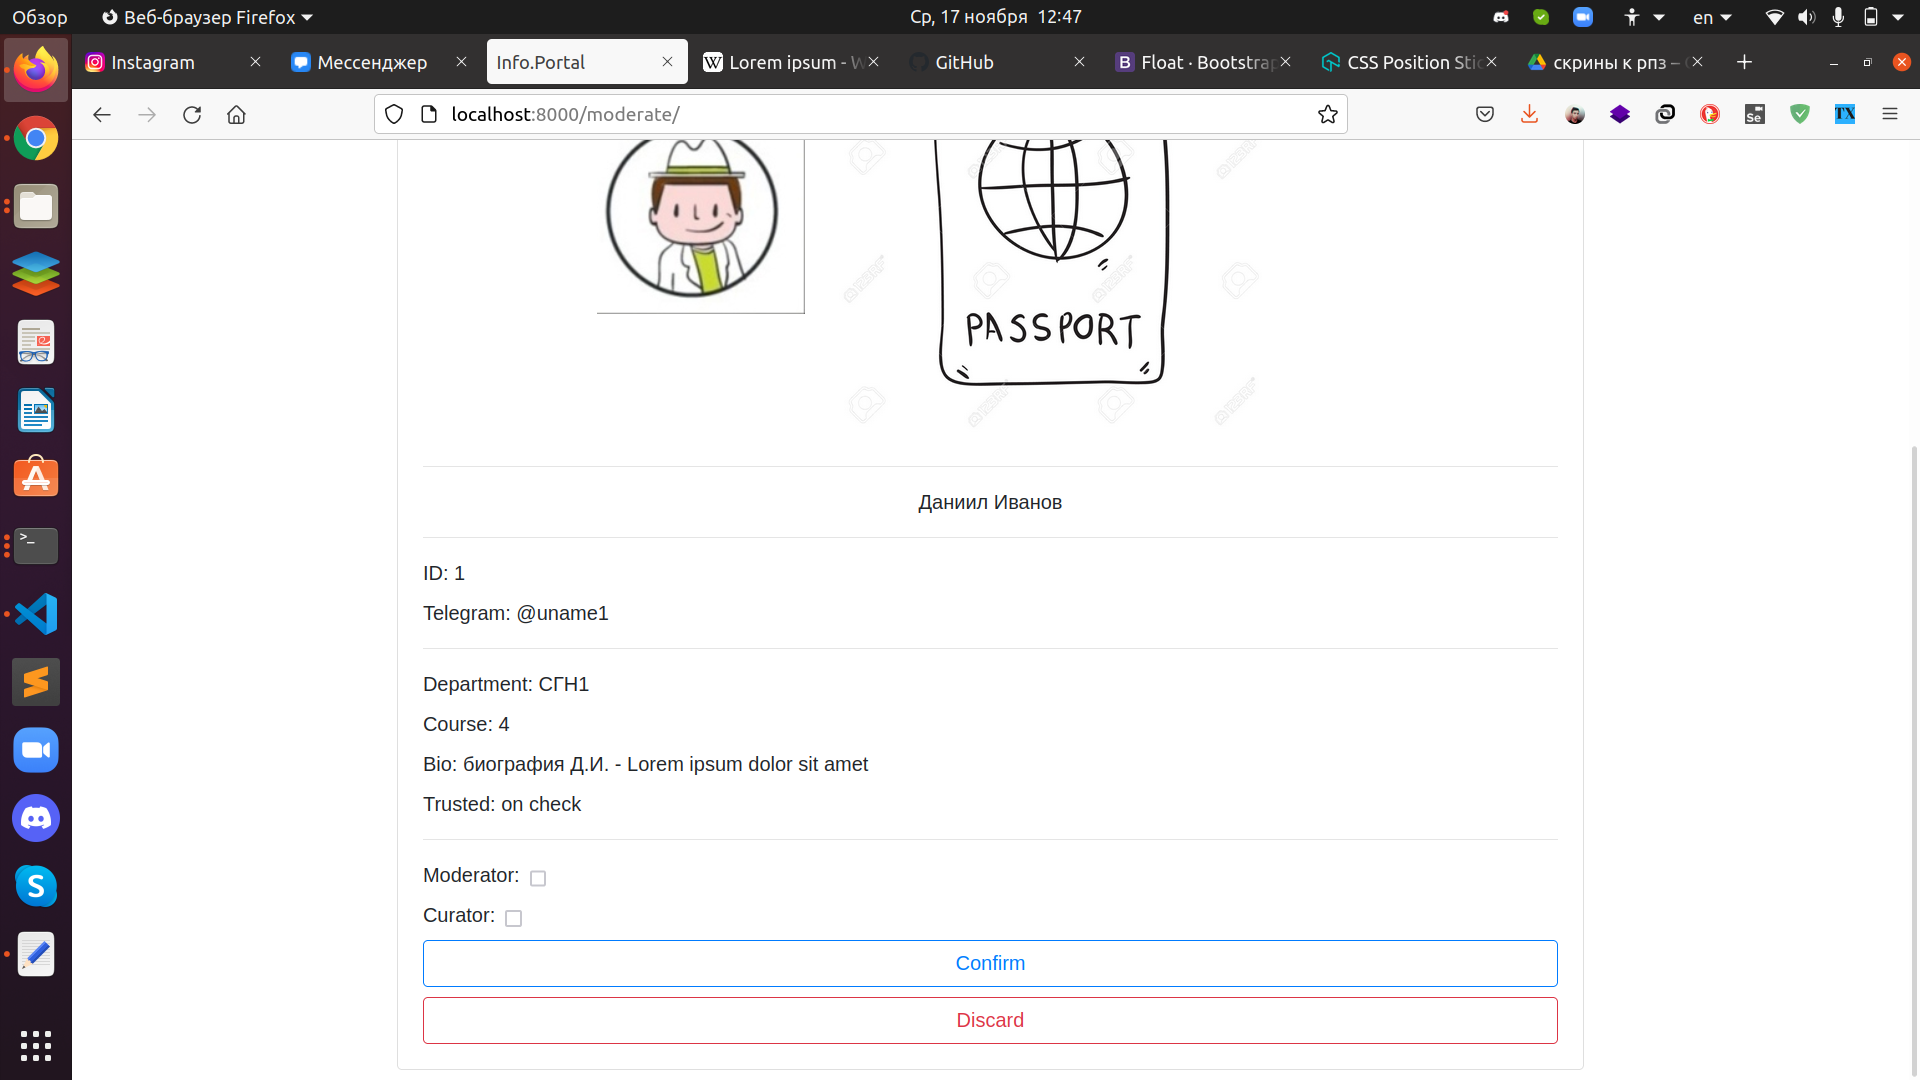 Обзор
Веб-браузер Firefox
Ср, 17 ноября 12:47
en
Instagram
Мессенджер
Info.Portal
Lorem ipsum - W
GitHub
Float · Bootstrap
CSS Position Stic
скрины к рпз –
localhost:8000/moderate/
PASSPORT
Даниил Иванов
ID: 1
Telegram: @uname1
Department: СГН1
Course: 4
Bio: биография Д.И. - Lorem ipsum dolor sit amet
Trusted: on check
Moderator:
Curator:
Confirm
Discard